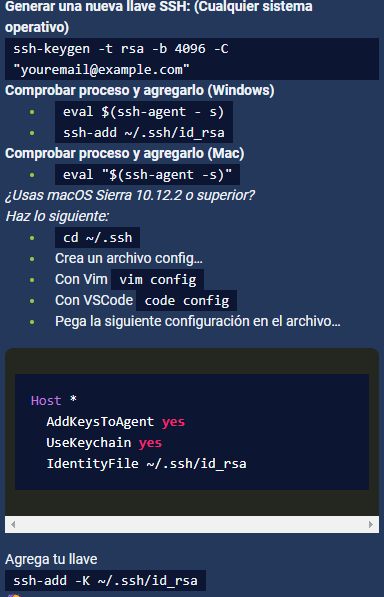 Generar una nueva llave SSH: (Cualquier sistema
operativo)
ssh-keygen -t rsa -b 4096 -C
"youremail@example.com"
Comprobar proceso y agregarlo (Windows)
eval $(ssh-agent - s)
ssh-add ~/.ssh/id_rsa
Comprobar proceso y agregarlo (Mac)
eval "$(ssh-agent -s)"
¿Usas macOS Sierra 10.12.2 o superior?
Haz lo siguiente:
cd ~/.ssh
Crea un archivo config…
Con Vim vim config
Con VSCode code config
Pega la siguiente configuración en el archivo…
Host *
AddKeysToAgent yes
UseKeychain yes
IdentityFile ~/.ssh/id_rsa
Agrega tu llave
ssh-add -K ~/.ssh/id_rsa